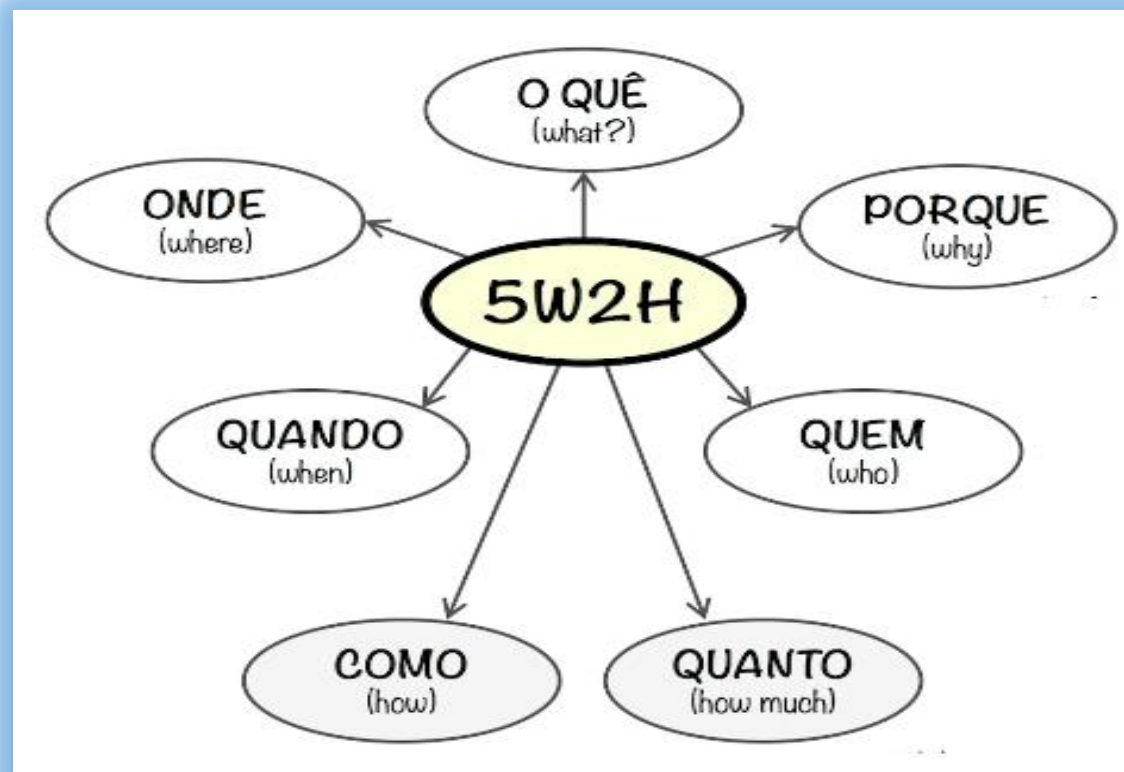 O QUÊ
(what?)
ONDE
(where)
PORQUE
(why)
5W2H
QUANDO
(when)
QUEM
(who)
COMO
(how)
QUANTO
(how much)